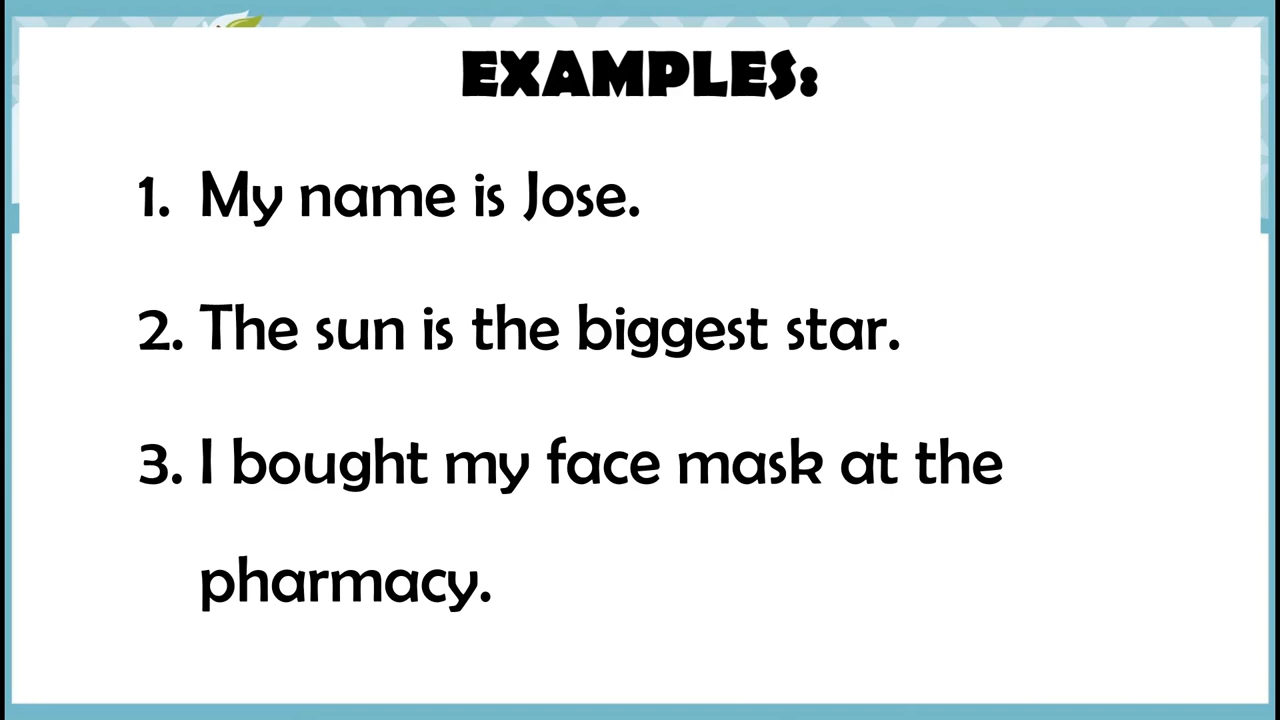 EXAMPLES:
1. My name is Jose.
2. The sun is the biggest star.
3. I bought my face mask at the
pharmacy.